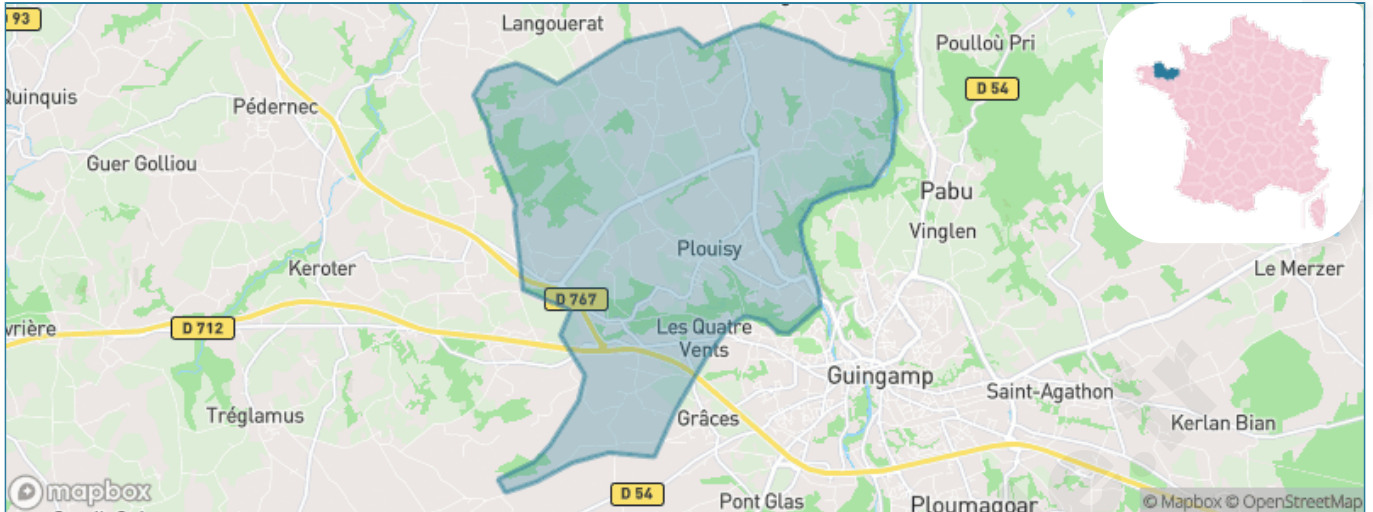 D 93
Langouerat
Poulloù Pri
D 54
Quinquis
Pédernec
Guer Golliou
Pabu
Vinglen
Plouisy
Keroter
Le Merzer
D 767
vrière
D 712
Les Quatre
Vents
Guingamp
Saint-Agathon
Tréglamus
Grâces
Kerlan Bian
mapbox
D 54
Pont Glas
Ploumagoar
© Mapbox © OpenStreetMap